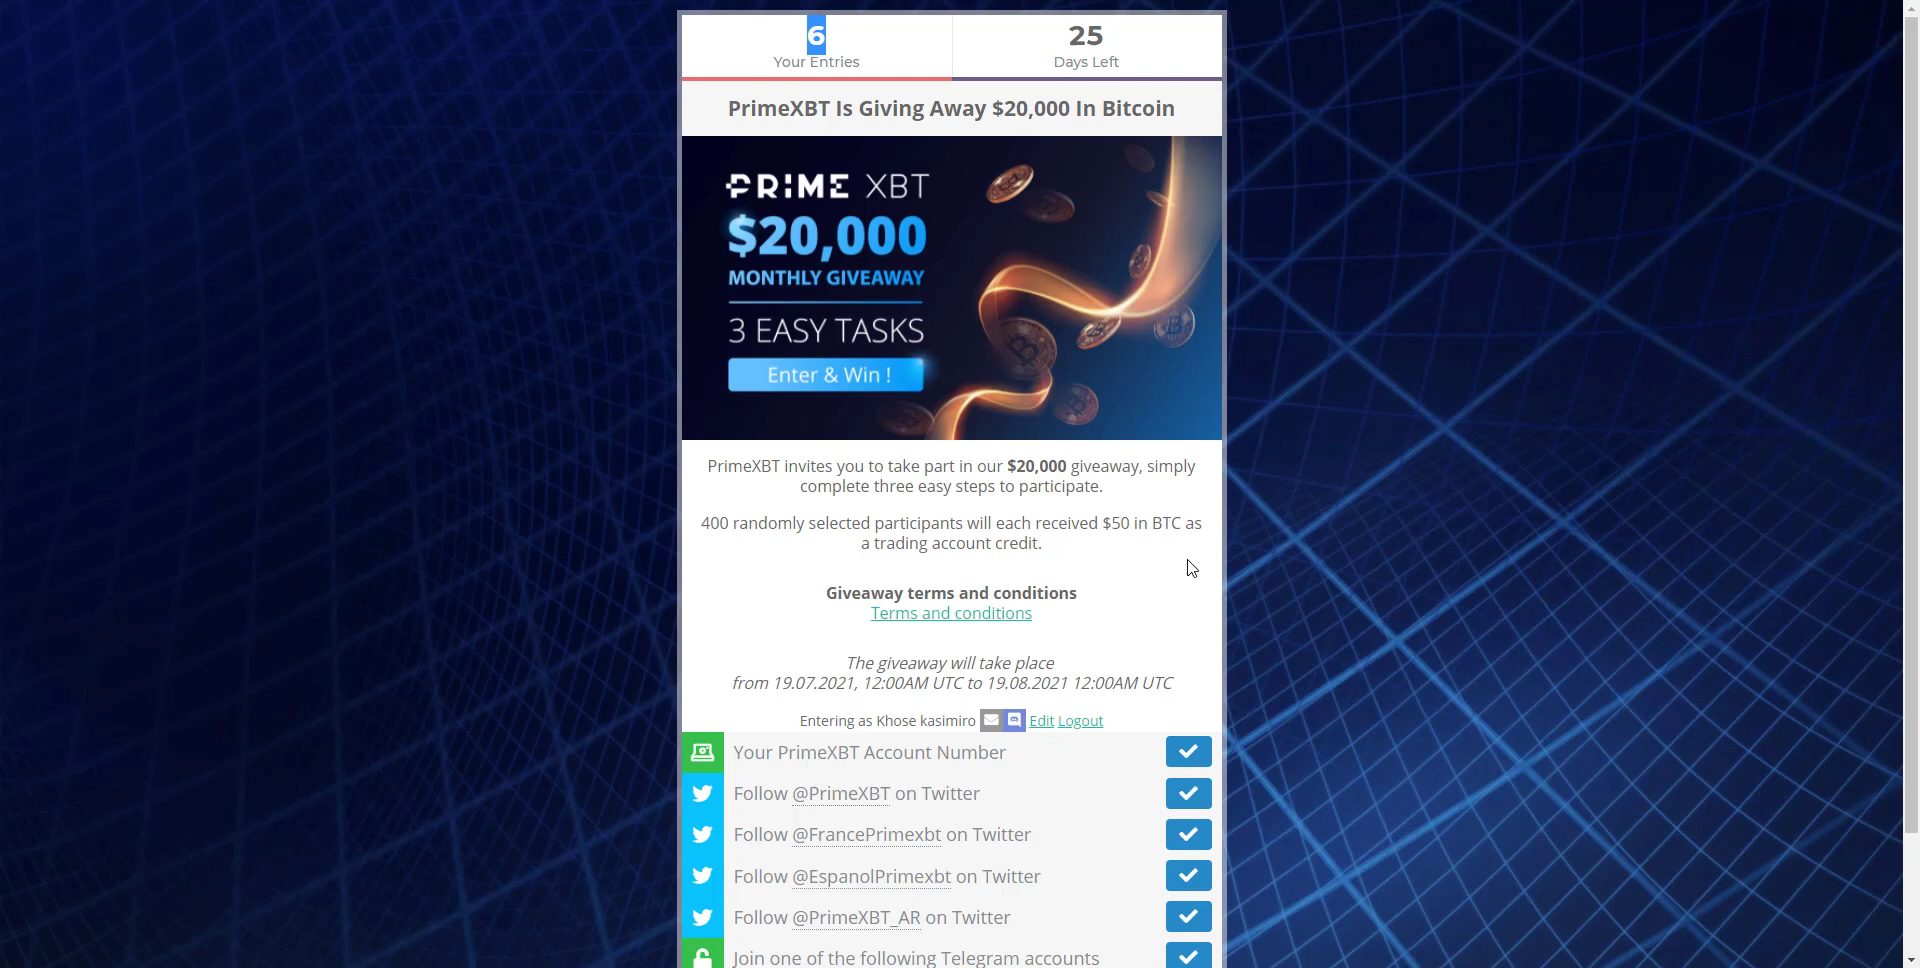 6
Your Entries
25
Days Left
PrimeXBT Is Giving Away $20,000 In Bitcoin
PRIME XBT
$20,000
MONTHLY GIVEAWAY
3 EASY TASKS
Enter & Win !
PrimeXBT invites you to take part in our $20,000 giveaway, simply
complete three easy steps to participate.
400 randomly selected participants will each received $50 in BTC as
a trading account credit.
Giveaway terms and conditions
Terms and conditions
The giveaway will take place
from 19.07.2021, 12:00AM UTC to 19.08.2021 12:00AM UTC
Entering as Khose kasimiro Edit Logout
Your PrimeXBT Account Number
Follow @PrimeXBT on Twitter
Follow @FrancePrimexbt on Twitter
Follow @EspanolPrimexbt on Twitter
Follow @PrimeXBT_AR on Twitter
Join one of the following Telegram accounts